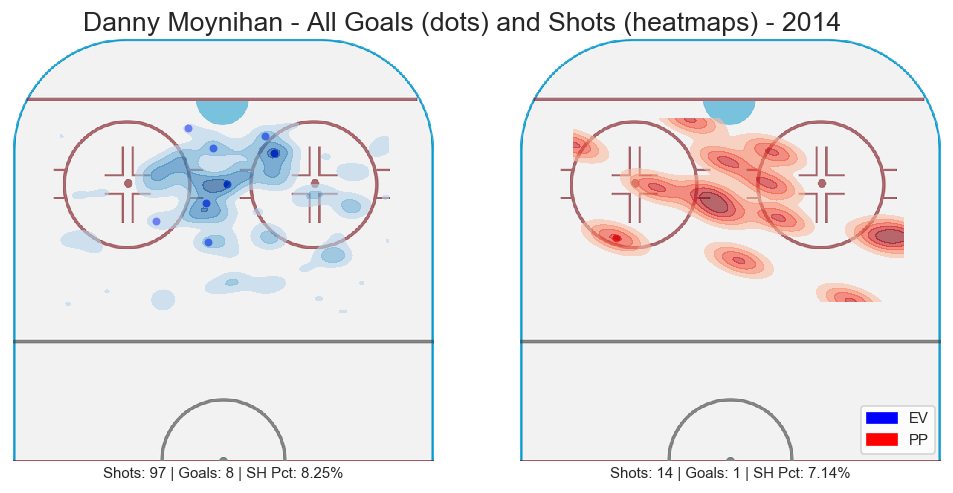 Danny Moynihan - All Goals (dots) and Shots (heatmaps) - 2014
EV
PP
Shots: 97 | Goals: 8 | SH Pct: 8.25%
Shots: 14 | Goals: 1 | SH Pct: 7.14%